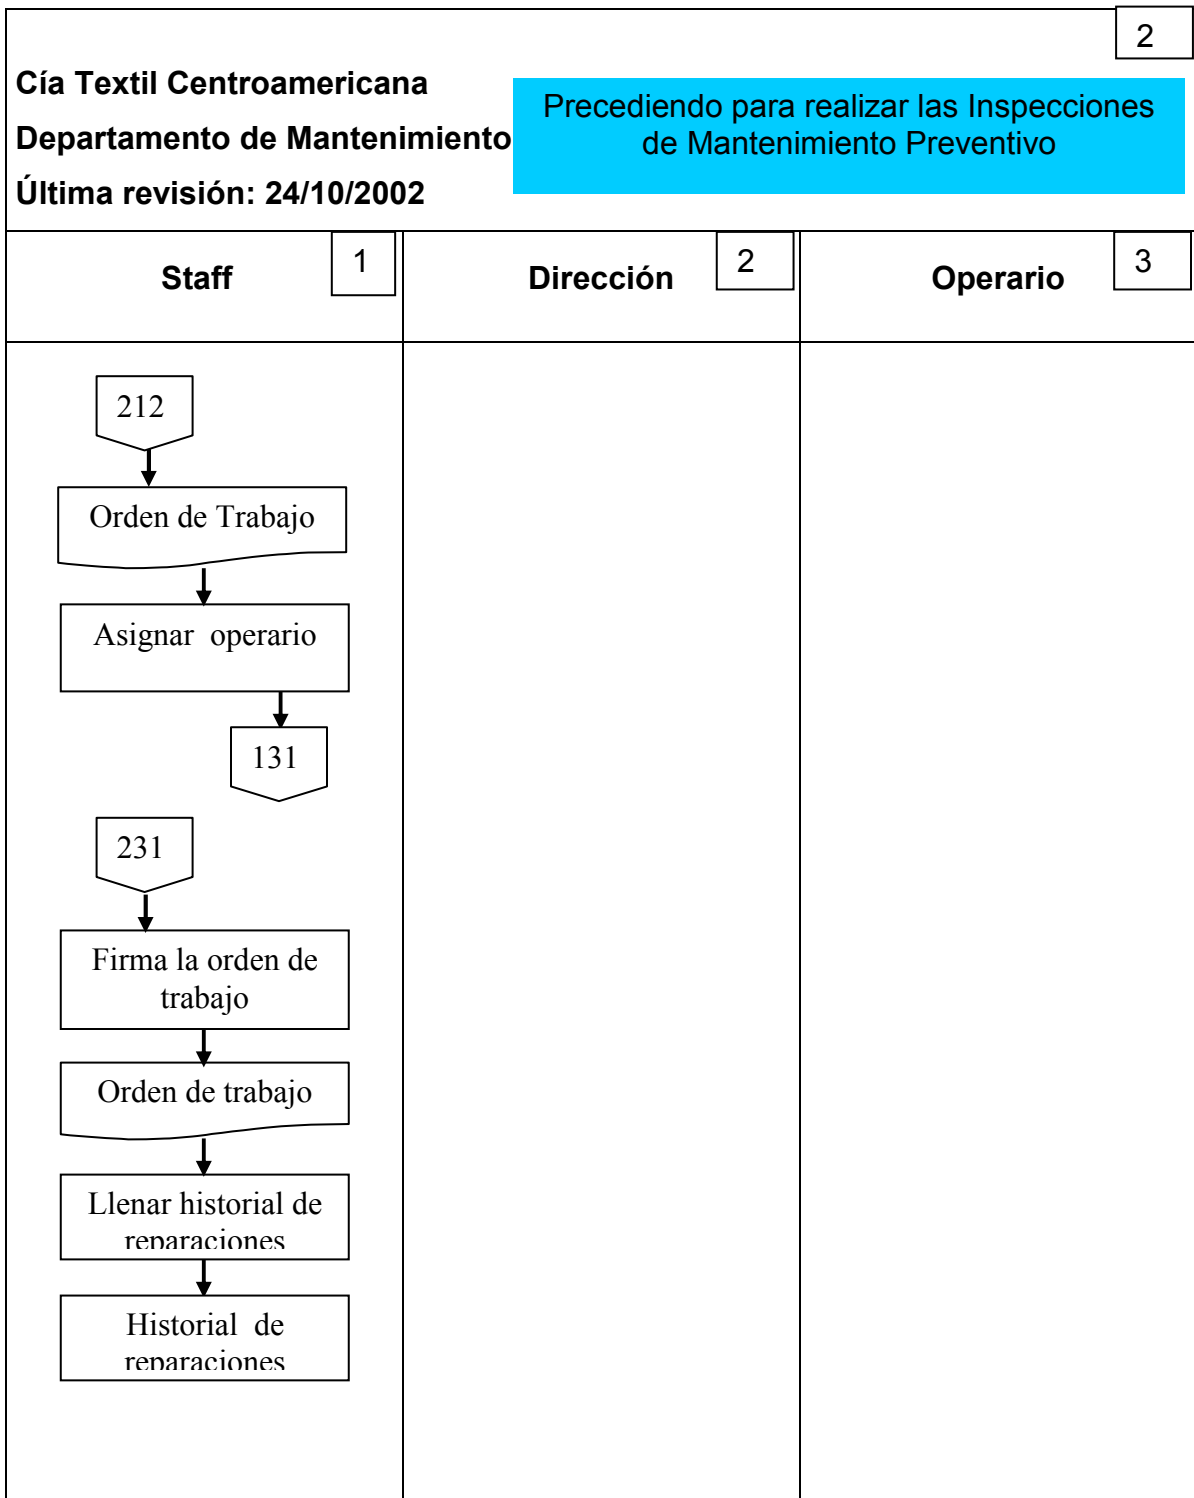 2
Cía Textil Centroamericana
Departamento de Mantenimiento
Última revisión: 24/10/2002
Precediendo para realizar las Inspecciones
de Mantenimiento Preventivo
Staff
1
Dirección
2
Operario
3
212
Orden de Trabajo
Asignar operario
131
231
Firma la orden de
trabajo
Orden de trabajo
Llenar historial de
reparaciones
Historial de
reparaciones